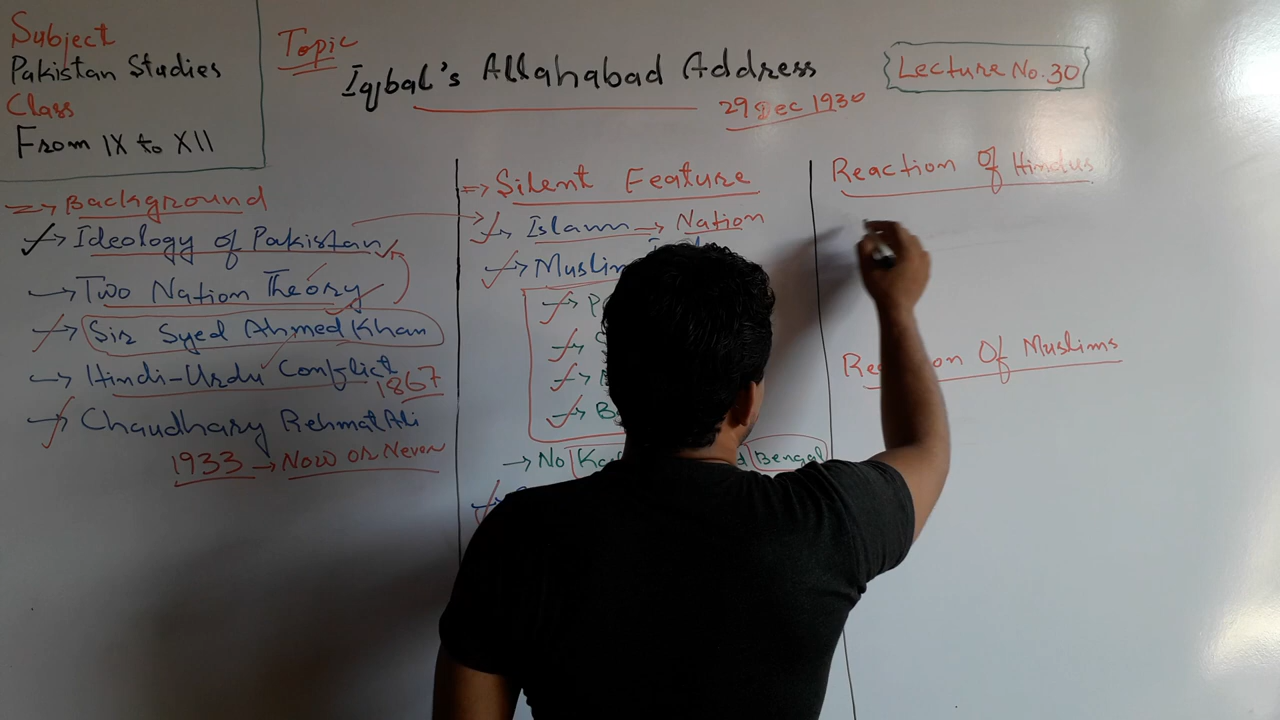 Subject
Pakistan Studies
Class
From IX to XII
Topic
Iqbal's Allahabad Address
29 Dec 1930
Lecture No. 30
=> Background
→ Ideology of Pakistan
→ Two Nation Theory
→ Sir Syed Ahmed Khan
→ Hindi-Urdu Conflict
1867
→ Chaudhary Rehmat Ali
1933 → Now or Never
=> Silent Feature
→ Islam → Nation
→ Muslim
→ No
Bengal
Reaction Of Hindus
Of Muslims